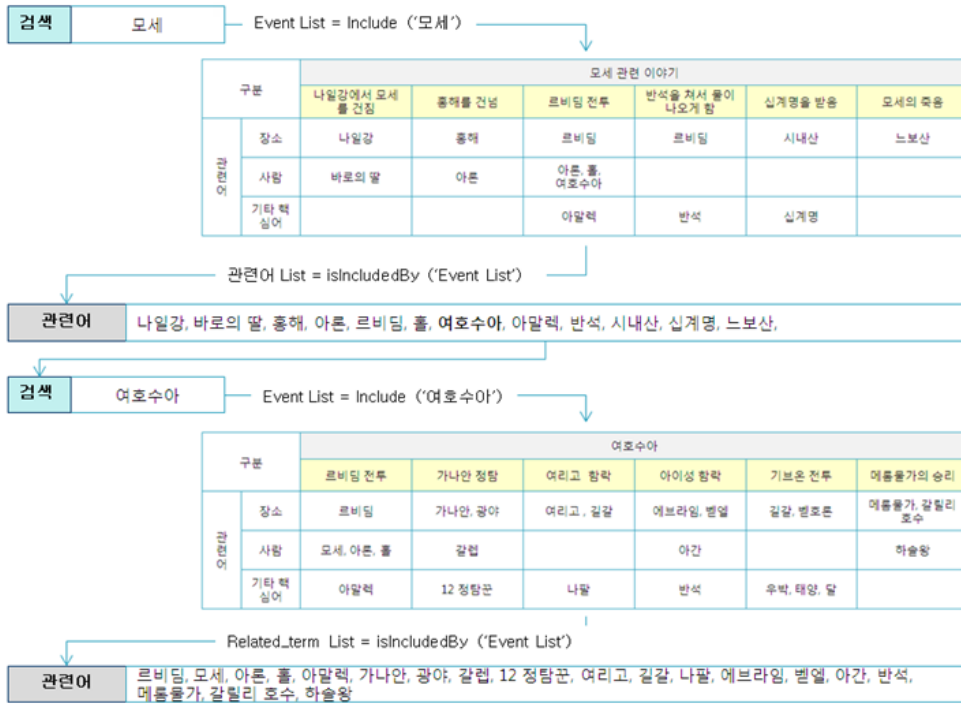 검색 모세 Event List = Include ('모세')
구분 모세 관련 이야기
나일강에서 모세를 건짐 홍해를 건넘 르비딤 전투 반석을 쳐서 물이 나오게 함 십계명을 받음 모세의 죽음
관련어 장소 나일강 홍해 르비딤 르비딤 시내산 느보산
사람 바로의 딸 아론 아론, 훌, 여호수아
기타 핵심어 아말렉 반석 십계명
관련어 List = isIncludedBy ('Event List')
관련어 나일강, 바로의 딸, 홍해, 아론, 르비딤, 훌, 여호수아, 아말렉, 반석, 시내산, 십계명, 느보산,
검색 여호수아 Event List = Include ('여호수아')
구분 여호수아
르비딤 전투 가나안 정탐 여리고 함락 아이성 함락 기브온 전투 메롬물가의 승리
관련어 장소 르비딤 가나안, 광야 여리고, 길갈 에브라임, 벧엘 길갈, 벧호론 메롬물가, 갈릴리 호수
사람 모세, 아론, 훌 갈렙 아간 하솔왕
기타 핵심어 아말렉 12 정탐꾼 나팔 반석 우박, 태양, 달
Related_term List = isIncludedBy ('Event List')
관련어 르비딤, 모세, 아론, 훌, 아말렉, 가나안, 광야, 갈렙, 12 정탐꾼, 여리고, 길갈, 나팔, 에브라임, 벧엘, 아간, 반석,
메롬물가, 갈릴리 호수, 하솔왕